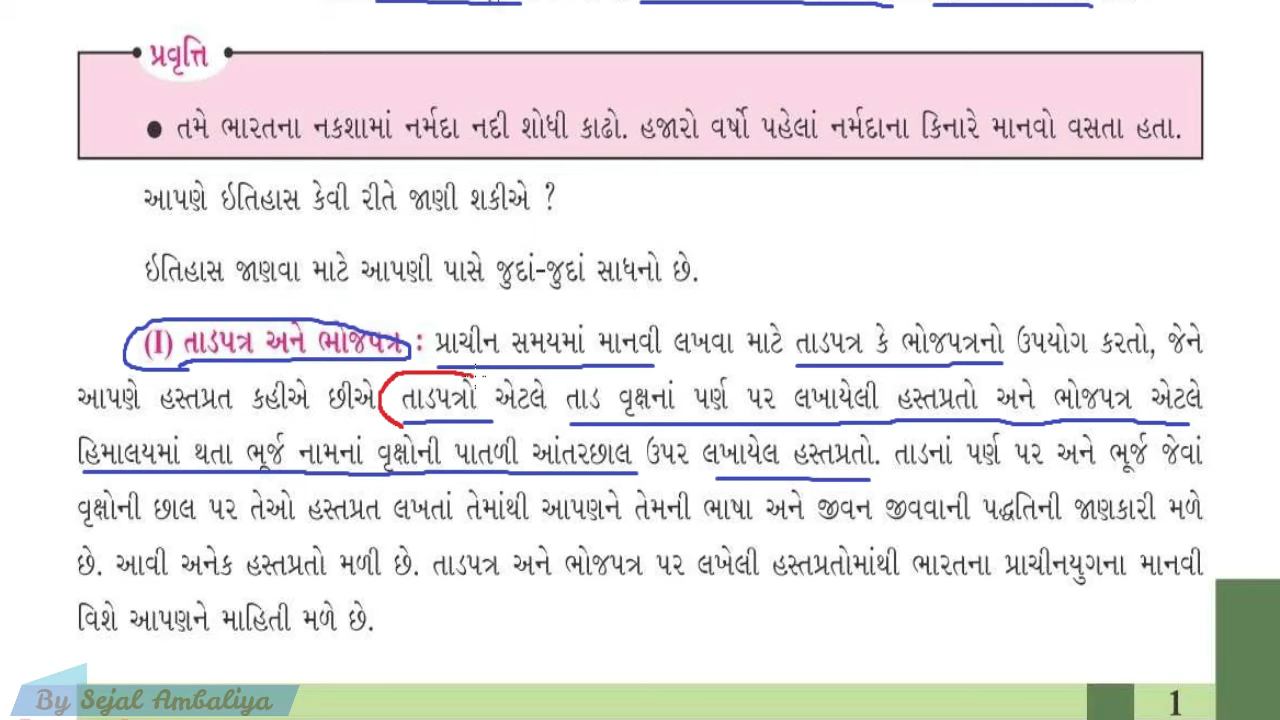 પ્રવૃત્તિ
● તમે ભારતના નકશામાં નર્મદા નદી શોધી કાઢો. હજારો વર્ષો પહેલાં નર્મદાના કિનારે માનવો વસતા હતા.
આપણે ઇતિહાસ કેવી રીતે જાણી શકીએ ?
ઇતિહાસ જાણવા માટે આપણી પાસે જુદાં-જુદાં સાધનો છે.
(I) તાડપત્ર અને ભોજપત્ર : પ્રાચીન સમયમાં માનવી લખવા માટે તાડપત્ર કે ભોજપત્રનો ઉપયોગ કરતો, જેને
આપણે હસ્તપ્રત કહીએ છીએ તાડપત્રો એટલે તાડ વૃક્ષનાં પર્ણ પર લખાયેલી હસ્તપ્રતો અને ભોજપત્ર એટલે
હિમાલયમાં થતા ભૂર્જ નામનાં વૃક્ષોની પાતળી આંતરછાલ ઉપર લખાયેલ હસ્તપ્રતો. તાડનાં પર્ણ પર અને ભૂર્જ જેવાં
વૃક્ષોની છાલ પર તેઓ હસ્તપ્રત લખતાં તેમાંથી આપણને તેમની ભાષા અને જીવન જીવવાની પદ્ધતિની જાણકારી મળે
છે. આવી અનેક હસ્તપ્રતો મળી છે. તાડપત્ર અને ભોજપત્ર પર લખેલી હસ્તપ્રતોમાંથી ભારતના પ્રાચીનયુગના માનવી
વિશે આપણને માહિતી મળે છે.
By Sejal Ambaliya
1